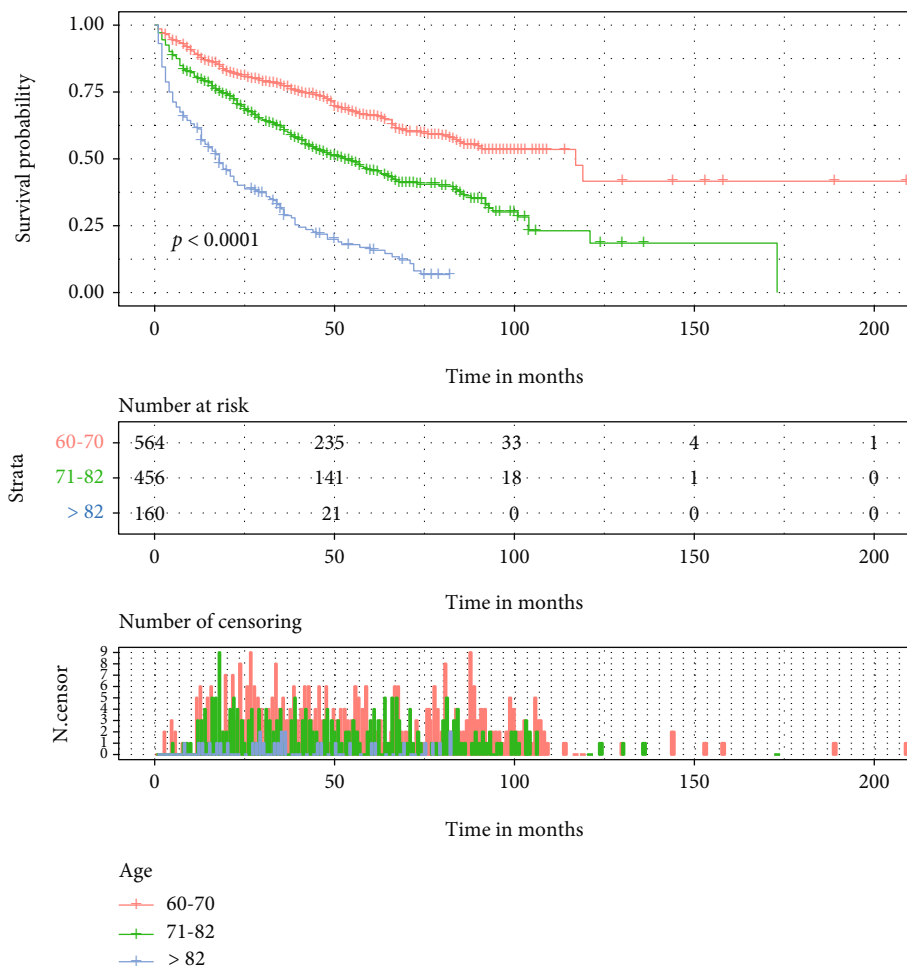 1.00
0.75
0.50
0.25
0.00
Survival probability
p < 0.0001
0 50 100 150 200
Time in months
Number at risk
Strata
60-70 564 235 33 4 1
71-82 456 141 18 1 0
> 82 160 21 0 0 0
0 50 100 150 200
Time in months
Number of censoring
N.censor
9
8
7
6
5
4
3
2
1
0
0 50 100 150 200
Time in months
Age
60-70
71-82
> 82